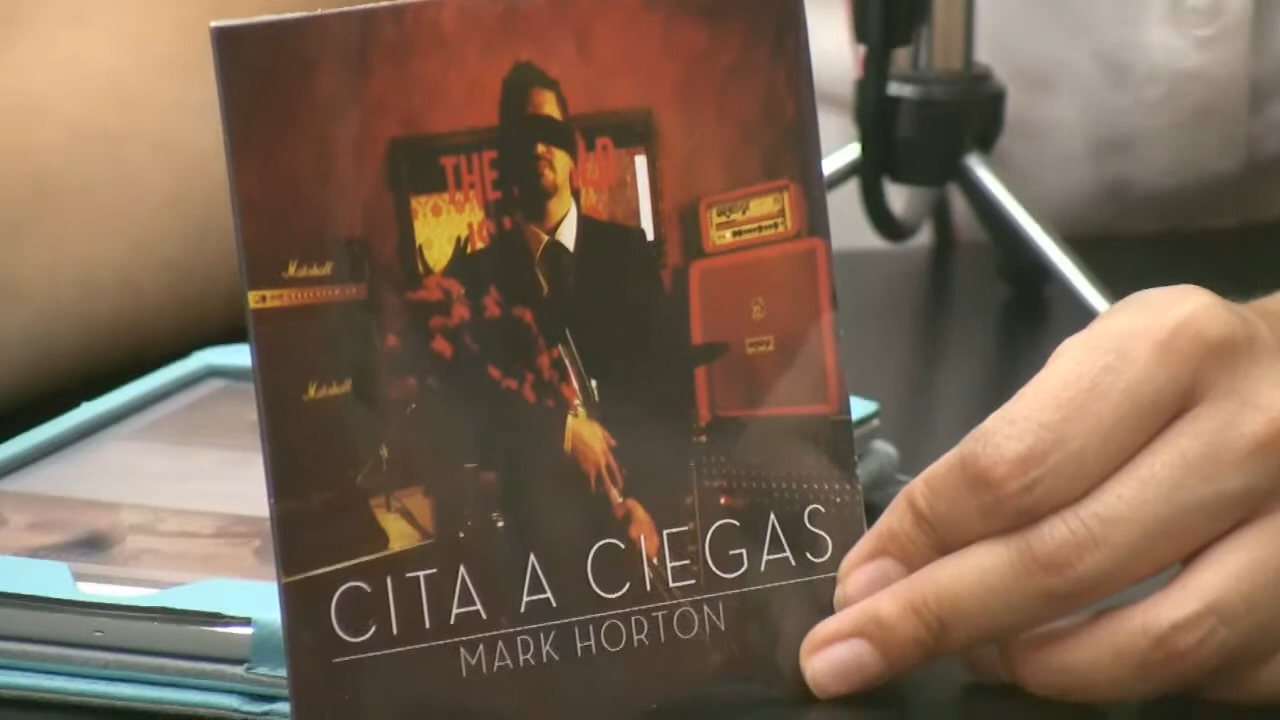 THE
Marshall
Marshall
CITA A CIEGAS
MARK HORTON